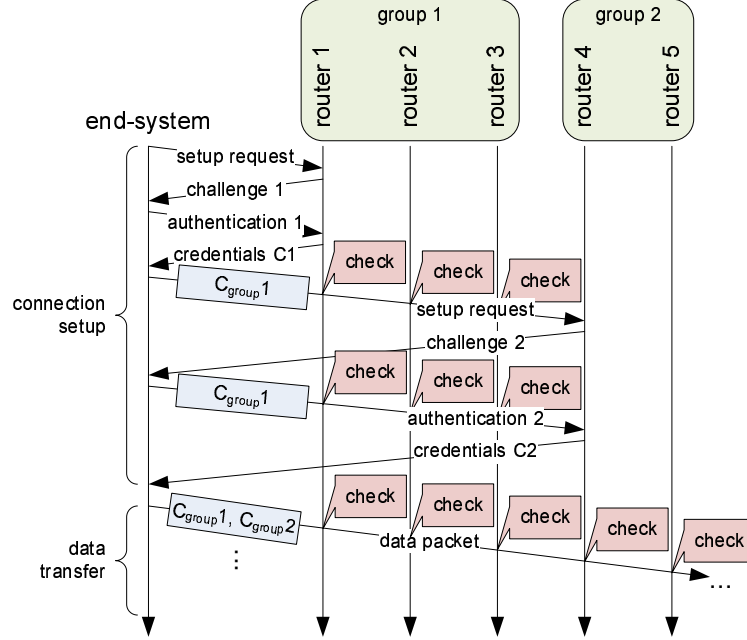 group 1
group 2
router 1
router 2
router 3
router 4
router 5
end-system
setup request
challenge 1
authentication 1
credentials C1
check
check
check
Cgroup1
setup request
connection
setup
challenge 2
check
check
check
Cgroup1
authentication 2
credentials C2
check
check
check
check
check
Cgroup1, Cgroup2
data packet
data
transfer
...
...